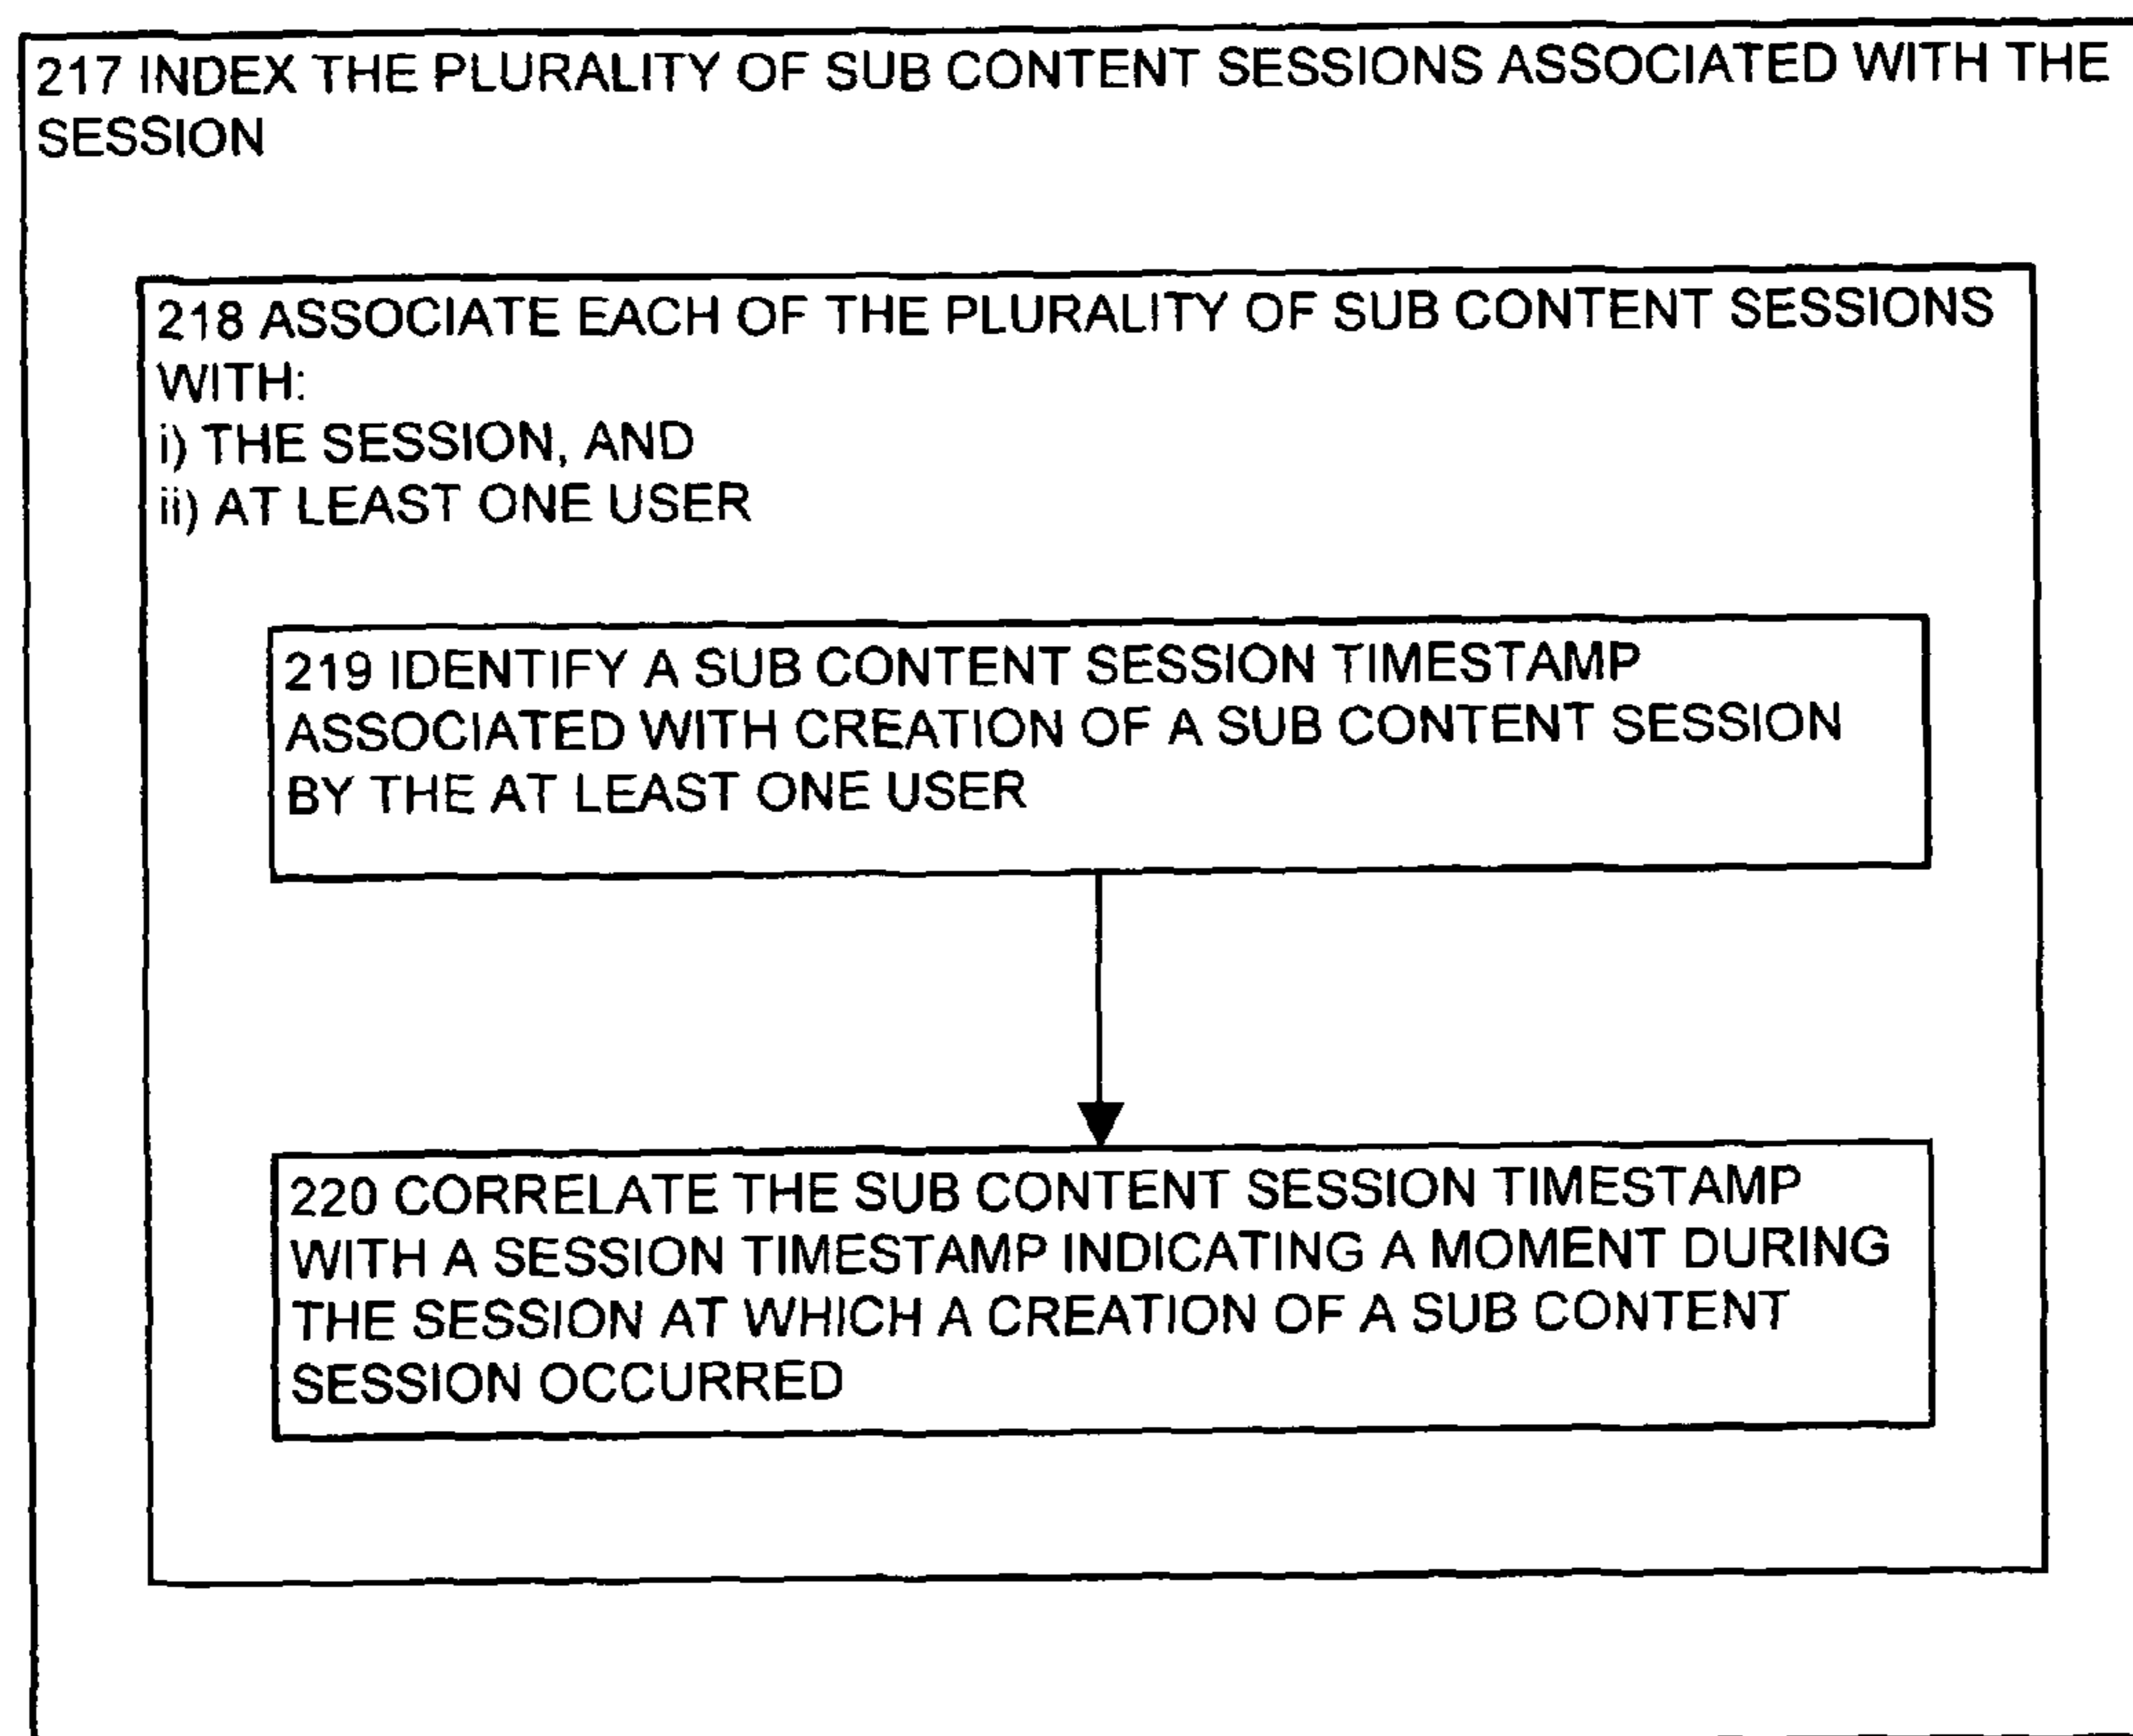 217 INDEX THE PLURALITY OF SUB CONTENT SESSIONS ASSOCIATED WITH THE
SESSION
218 ASSOCIATE EACH OF THE PLURALITY OF SUB CONTENT SESSIONS
WITH:
i) THE SESSION, AND
ii) AT LEAST ONE USER
219 IDENTIFY A SUB CONTENT SESSION TIMESTAMP
ASSOCIATED WITH CREATION OF A SUB CONTENT SESSION
BY THE AT LEAST ONE USER
220 CORRELATE THE SUB CONTENT SESSION TIMESTAMP
WITH A SESSION TIMESTAMP INDICATING A MOMENT DURING
THE SESSION AT WHICH A CREATION OF A SUB CONTENT
SESSION OCCURRED